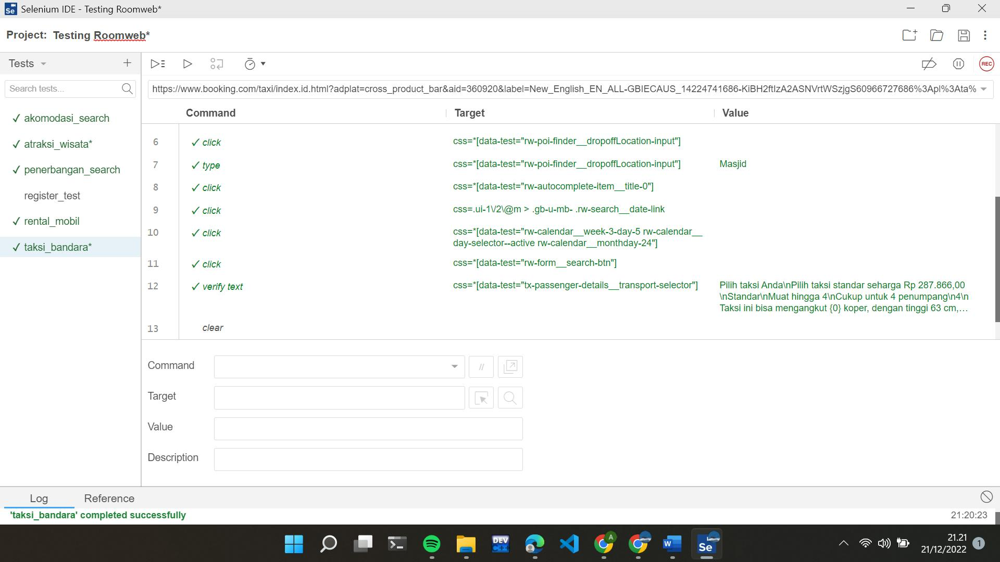 Selenium IDE - Testing Roomweb*
Project: Testing Roomweb*
Tests
Search tests...
akomodasi_search
atraksi_wisata*
penerbangan_search
register_test
rental_mobil
taksi_bandara*
REC
https://www.booking.com/taxi/index.id.html?adplat=cross_product_bar&aid=360920&label=New_English_EN_ALL-GBIECAUS_14224741686-KiBH2ftIzA2ASNVrtWSzjgS60966727686%3Apl%3Ata%
Command Target Value
6 ✓ click css=*[data-test="rw-poi-finder__dropoffLocation-input"]
7 ✓ type css=*[data-test="rw-poi-finder__dropoffLocation-input"] Masjid
8 ✓ click css=*[data-test="rw-autocomplete-item__title-0"]
9 ✓ click css=.ui-1\/2\@m > .gb-u-mb- .rw-search__date-link
10 ✓ click css=*[data-test="rw-calendar__week-3-day-5 rw-calendar__
day-selector--active rw-calendar__monthday-24"]
11 ✓ click css=*[data-test="rw-form__search-btn"]
12 ✓ verify text css=*[data-test="tx-passenger-details__transport-selector"] Pilih taksi Anda\nPilih taksi standar seharga Rp 287.866,00
\nStandar\nMuat hingga 4\nCukup untuk 4 penumpang\n4\n
Taksi ini bisa mengangkut {0} koper, dengan tinggi 63 cm,...
13 clear
Command
//
Target
Value
Description
Log Reference
'taksi_bandara' completed successfully 21:20:23
DEV
C++
A
W
Se
21.21
21/12/2022
1